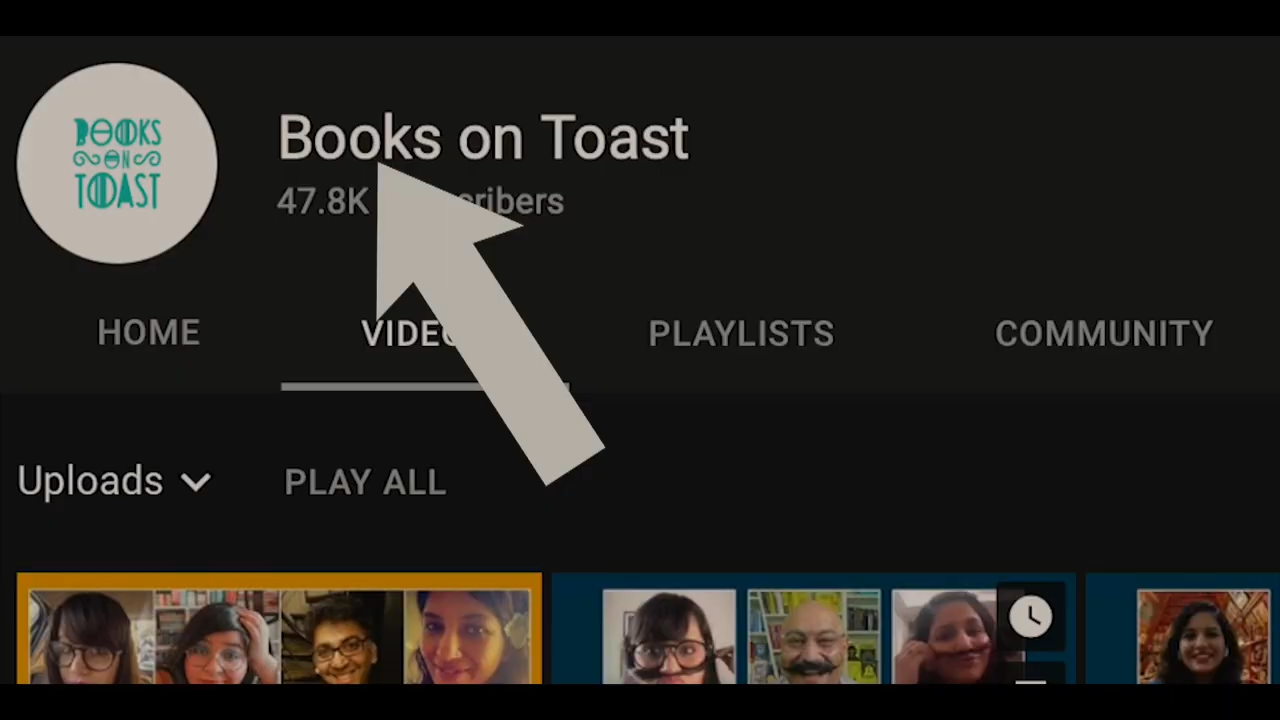 BOOKS
ON
TOAST
Books on Toast
47.8K
HOME
PLAYLISTS
COMMUNITY
Uploads
PLAY ALL